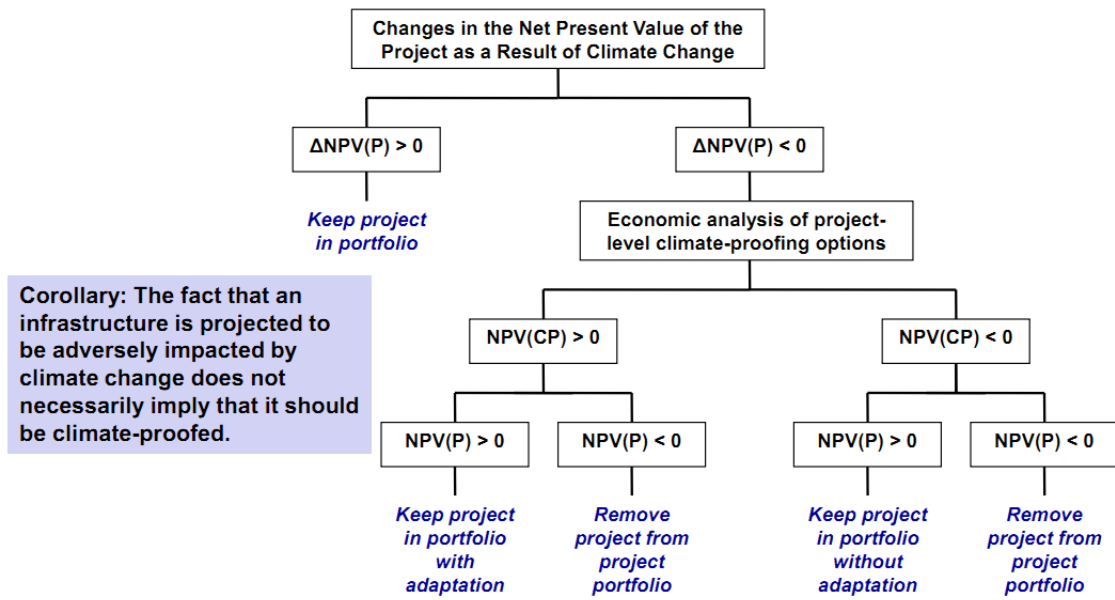 Changes in the Net Present Value of the
Project as a Result of Climate Change
ΔNPV(P) > 0
ΔNPV(P) < 0
Keep project
in portfolio
Economic analysis of project-
level climate-proofing options
Corollary: The fact that an
infrastructure is projected to
be adversely impacted by
climate change does not
necessarily imply that it should
be climate-proofed.
NPV(CP) > 0
NPV(CP) < 0
NPV(P) > 0
NPV(P) < 0
NPV(P) > 0
NPV(P) < 0
Keep project
in portfolio
with
adaptation
Remove
project from
project
portfolio
Keep project
in portfolio
without
adaptation
Remove
project from
project
portfolio